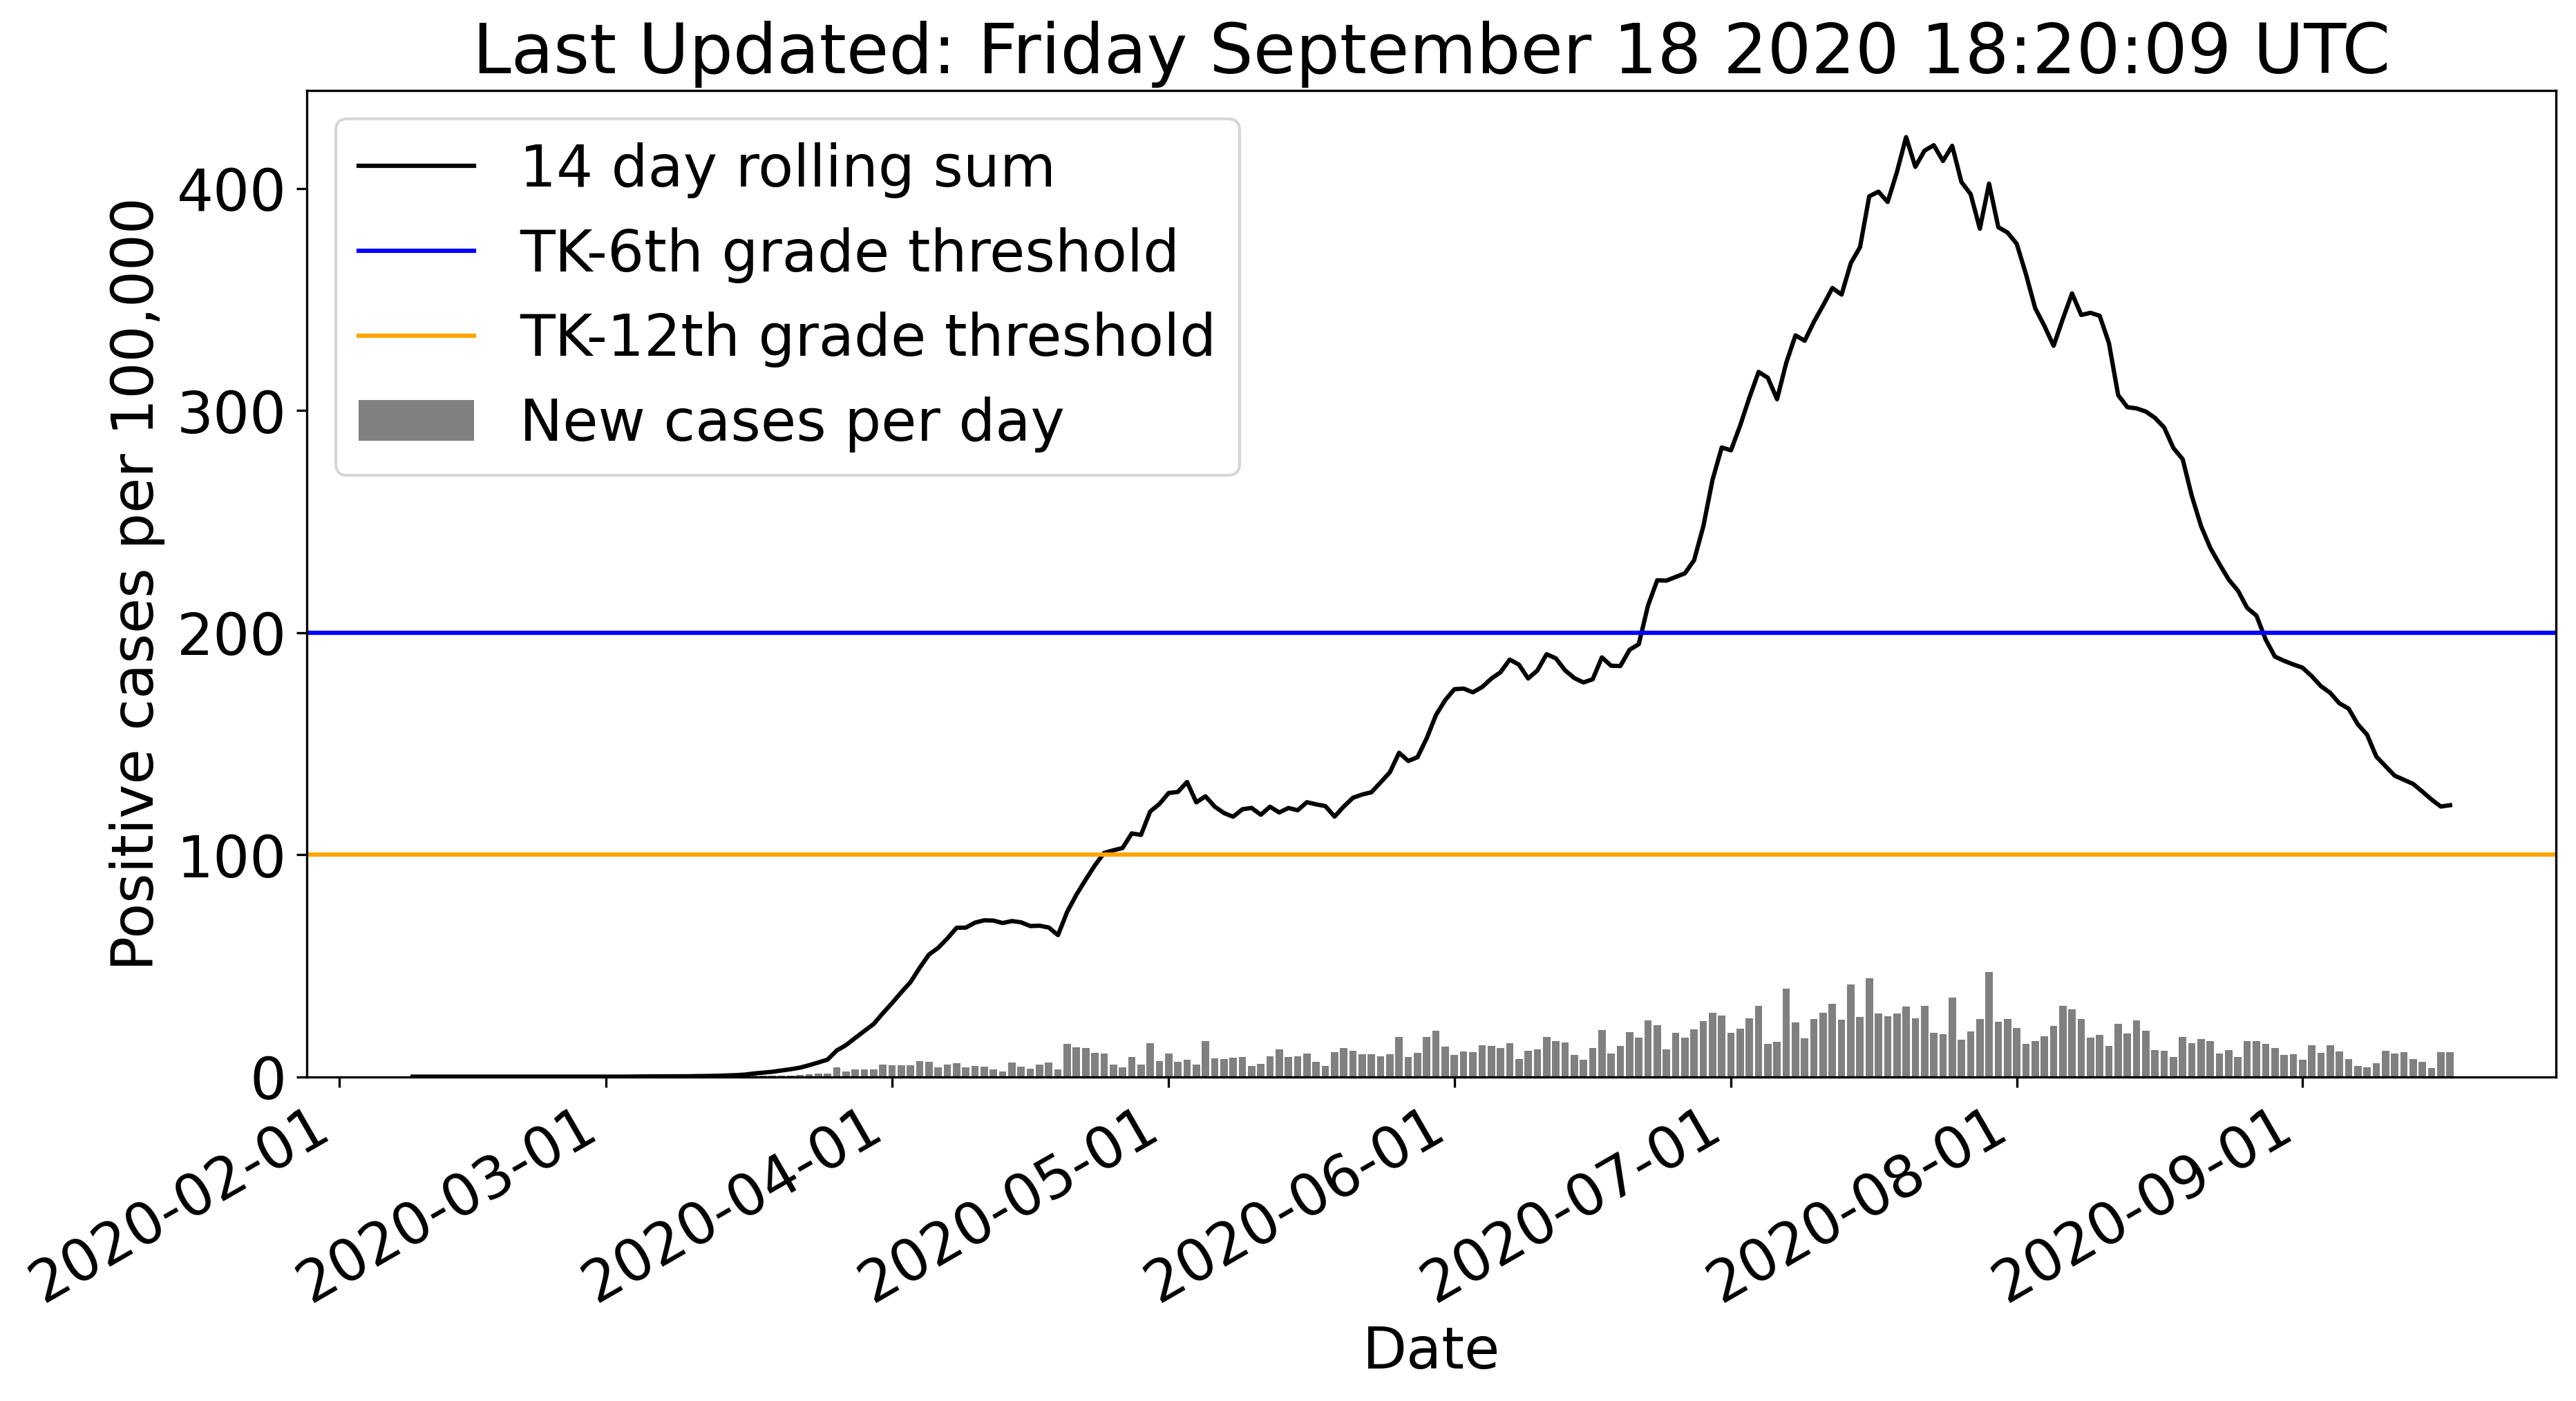 Last Updated: Friday September 18 2020 18:20:09 UTC
14 day rolling sum
TK-6th grade threshold
TK-12th grade threshold
New cases per day
Positive cases per 100,000
400
300
200
100
0
2020-02-01
2020-03-01
2020-04-01
2020-05-01
2020-06-01
2020-07-01
2020-08-01
2020-09-01
Date